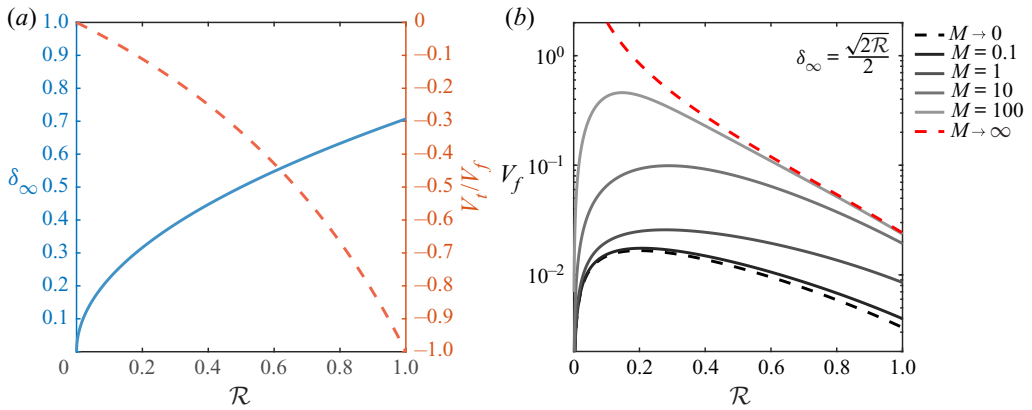 (a)
1.0
0.9
0.8
0.7
0.6
0.5
0.4
0.3
0.2
0.1
δ∞
0
–0.1
–0.2
–0.3
–0.4
–0.5
–0.6
–0.7
–0.8
–0.9
–1.0
Vt/Vf
0 0.2 0.4 0.6 0.8 1.0
ℛ
(b)
10⁰
10⁻¹
10⁻²
Vf
δ∞ = √2ℛ/2
0 0.2 0.4 0.6 0.8 1.0
ℛ
M → 0
M = 0.1
M = 1
M = 10
M = 100
M → ∞